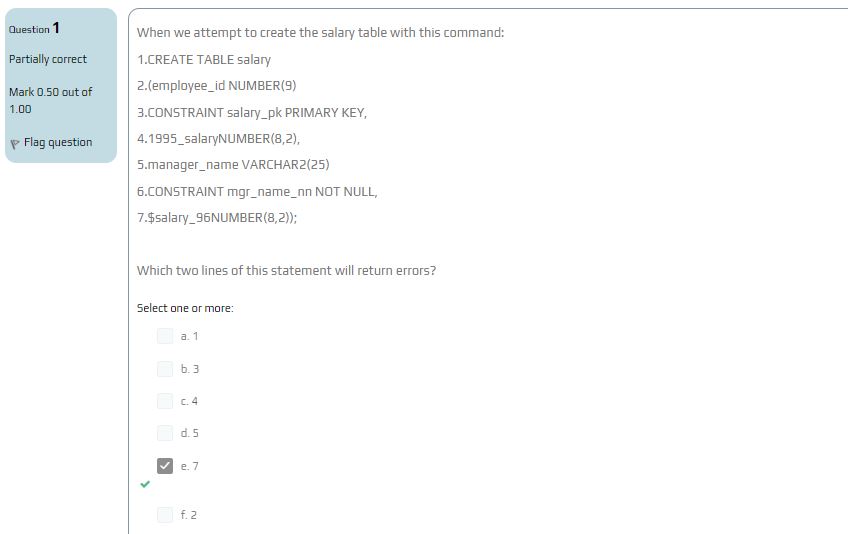 Question 1
Partially correct
Mark 0.50 out of
1.00
Flag question
When we attempt to create the salary table with this command:
1.CREATE TABLE salary
2.(employee_id NUMBER(9)
3.CONSTRAINT salary_pk PRIMARY KEY,
4.1995_salaryNUMBER(8,2),
5.manager_name VARCHAR2(25)
6.CONSTRAINT mgr_name_nn NOT NULL,
7.$salary_96NUMBER(8,2));
Which two lines of this statement will return errors?
Select one or more:
a. 1
b. 3
c. 4
d. 5
e. 7
f. 2